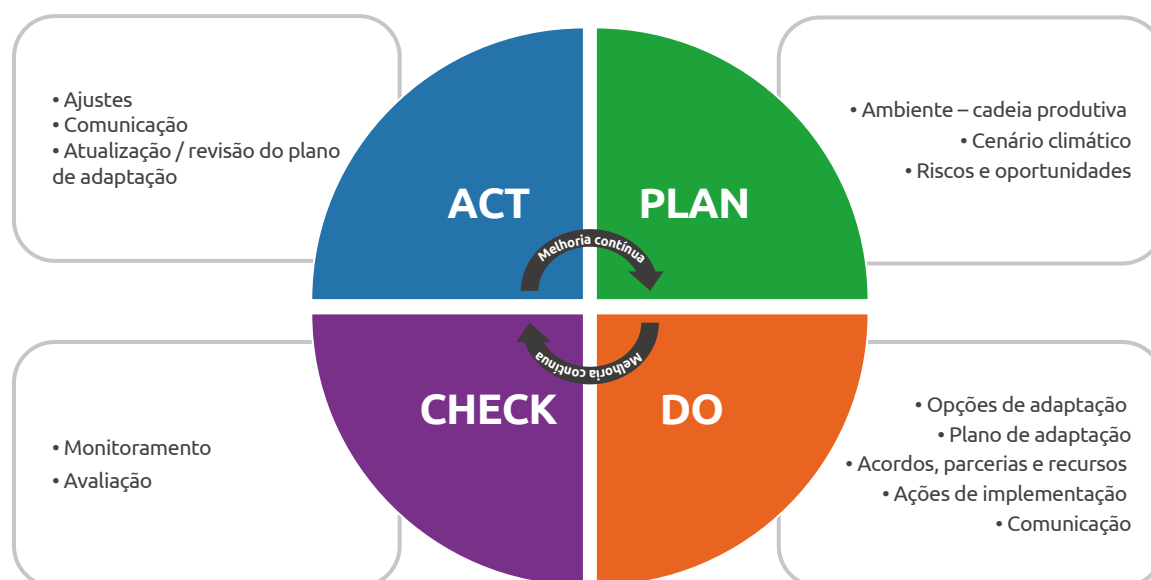 • Ajustes
• Comunicação
• Atualização / revisão do plano
de adaptação
ACT
PLAN
• Ambiente – cadeia produtiva
• Cenário climático
• Riscos e oportunidades
Melhoria contínua
Melhoria contínua
CHECK
DO
• Monitoramento
• Avaliação
• Opções de adaptação
• Plano de adaptação
• Acordos, parcerias e recursos
• Ações de implementação
• Comunicação